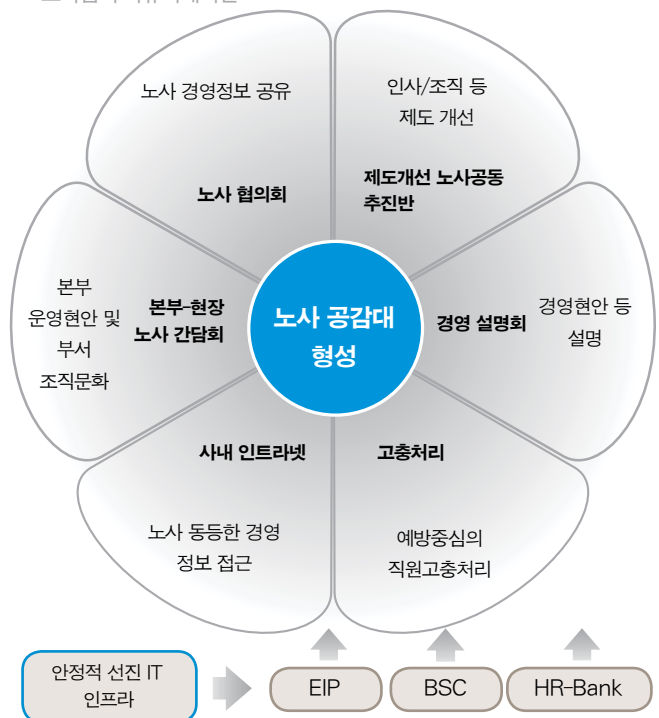 노사 경영정보 공유
노사 협의회
인사/조직 등
제도 개선
제도개선 노사공동
추진반
본부
운영현안 및
부서
조직문화
본부-현장
노사 간담회
노사 공감대
형성
경영 설명회
경영현안 등
설명
사내 인트라넷
노사 동등한 경영
정보 접근
고충처리
예방중심의
직원고충처리
안정적 선진 IT
인프라
EIP
BSC
HR-Bank